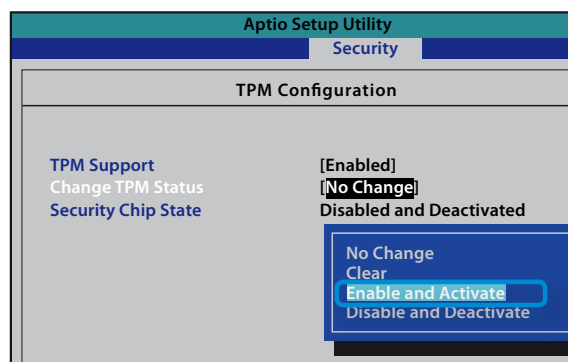 Aptio Setup Utility
Security
TPM Configuration
TPM Support [Enabled]
Change TPM Status [No Change]
Security Chip State Disabled and Deactivated
No Change
Clear
Enable and Activate
Disable and Deactivate